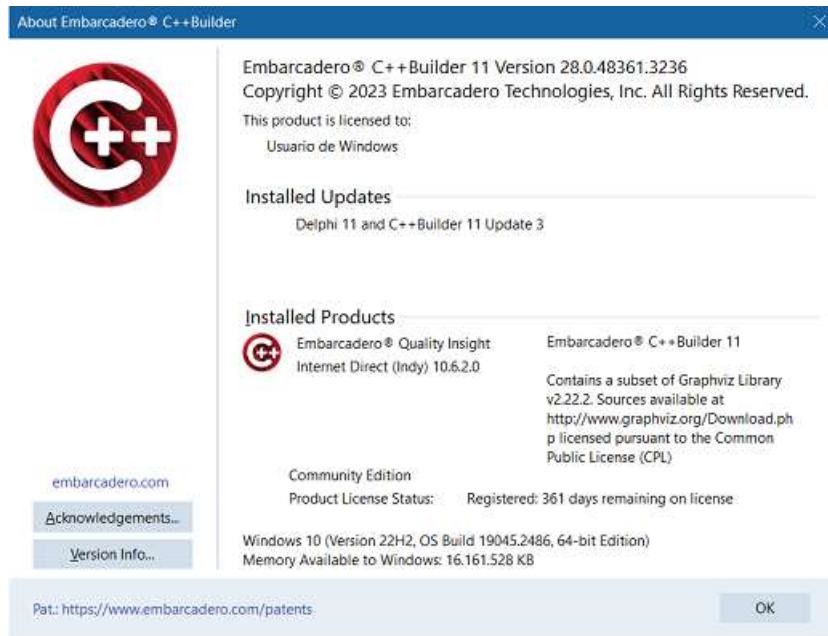 About Embarcadero® C++Builder
C++
Embarcadero® C++Builder 11 Version 28.0.48361.3236
Copyright © 2023 Embarcadero Technologies, Inc. All Rights Reserved.
This product is licensed to:
Usuario de Windows
Installed Updates
Delphi 11 and C++Builder 11 Update 3
Installed Products
C++
Embarcadero® Quality Insight
Internet Direct (Indy) 10.6.2.0
Embarcadero® C++Builder 11
Contains a subset of Graphviz Library
v2.22.2. Sources available at
http://www.graphviz.org/Download.ph
p licensed pursuant to the Common
Public License (CPL)
Community Edition
Product License Status: Registered: 361 days remaining on license
Windows 10 (Version 22H2, OS Build 19045.2486, 64-bit Edition)
Memory Available to Windows: 16.161.528 KB
embarcadero.com
Acknowledgements...
Version Info...
Pat.: https://www.embarcadero.com/patents
OK